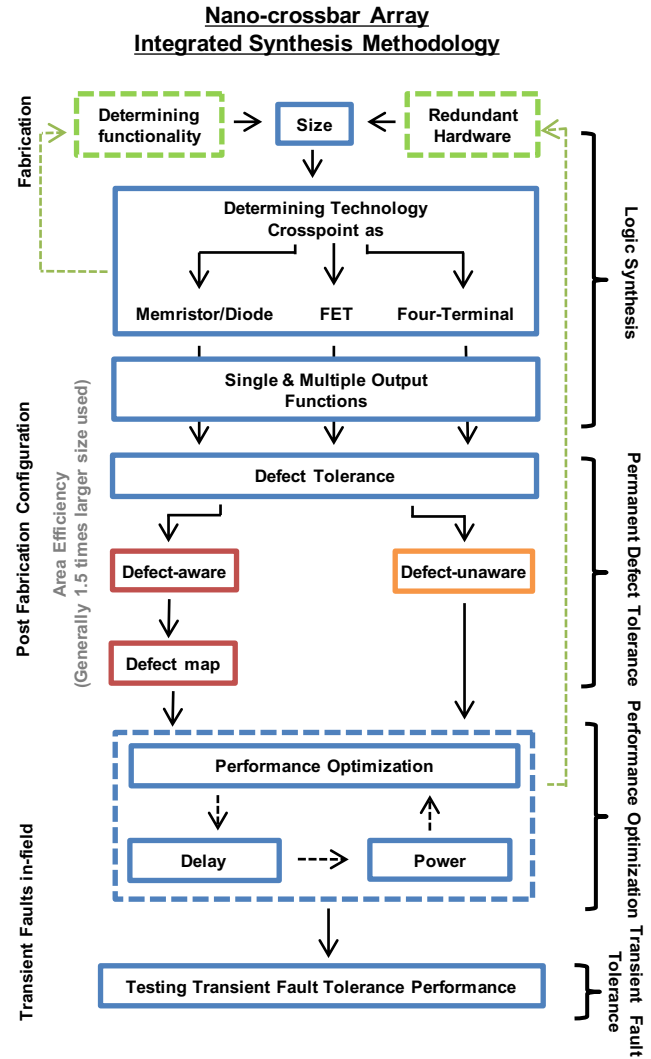 Nano-crossbar Array
Integrated Synthesis Methodology
Fabrication
Determining
functionality
Size
Redundant
Hardware
Determining Technology
Crosspoint as
Memristor/Diode
FET
Four-Terminal
Logic Synthesis
Single & Multiple Output
Functions
Post Fabrication Configuration
Area Efficiency
(Generally 1.5 times larger size used)
Defect Tolerance
Defect-aware
Defect-unaware
Defect map
Permanent Defect Tolerance
Performance Optimization
Delay
Power
Performance Optimization
Transient Faults in-field
Testing Transient Fault Tolerance Performance
Transient Fault
Tolerance